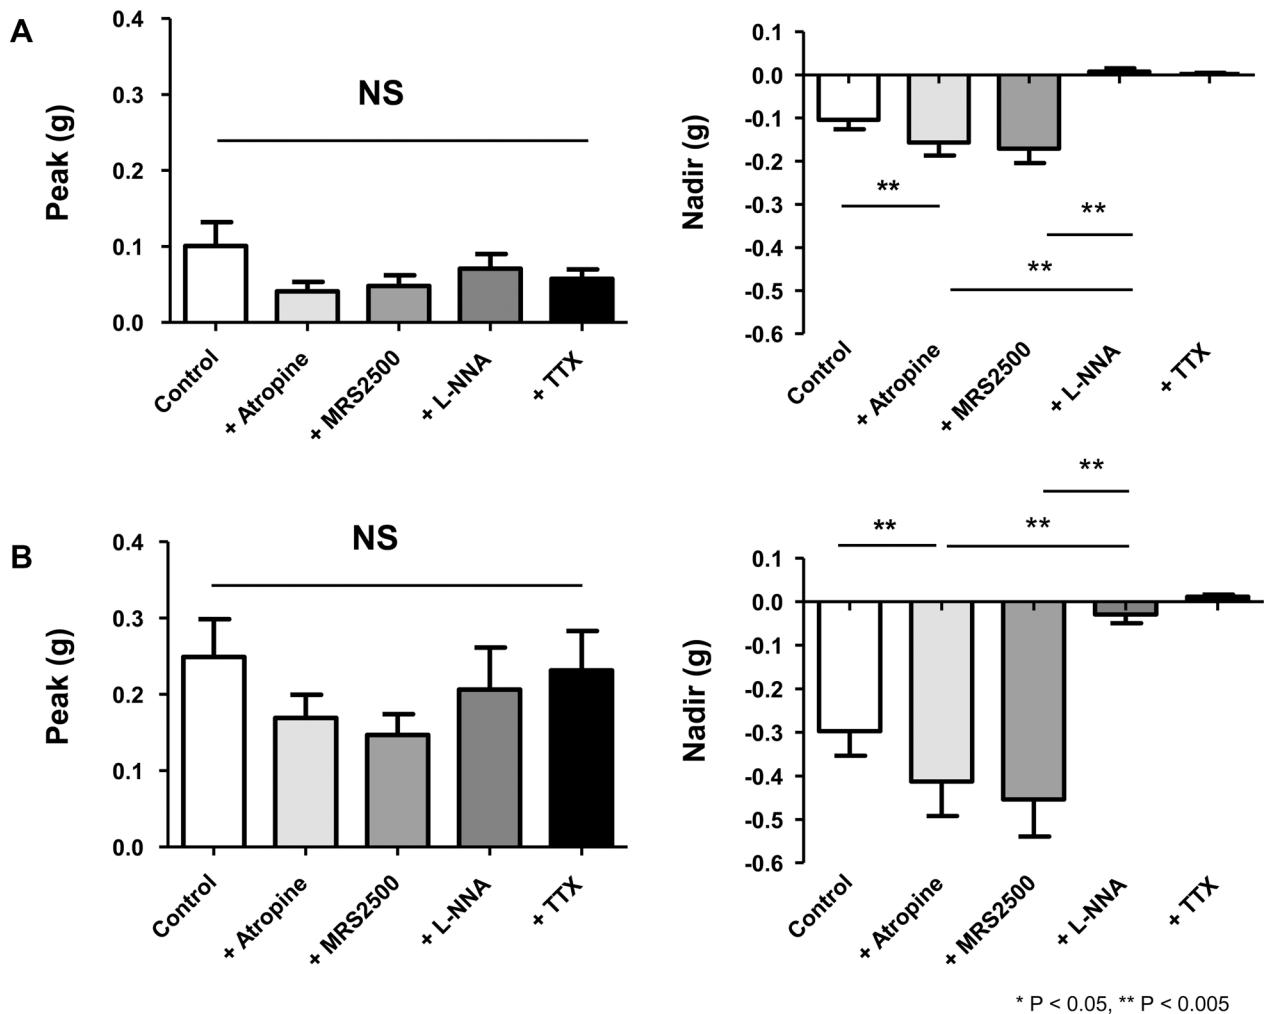 A
Peak (g)
0.4
0.3
0.2
0.1
0.0
NS
Control
+ Atropine
+ MRS2500
+ L-NNA
+ TTX
Nadir (g)
0.1
0.0
-0.1
-0.2
-0.3
-0.4
-0.5
-0.6
**
**
**
Control
+ Atropine
+ MRS2500
+ L-NNA
+ TTX
B
Peak (g)
0.4
0.3
0.2
0.1
0.0
NS
Control
+ Atropine
+ MRS2500
+ L-NNA
+ TTX
Nadir (g)
**
**
**
0.1
0.0
-0.1
-0.2
-0.3
-0.4
-0.5
-0.6
Control
+ Atropine
+ MRS2500
+ L-NNA
+ TTX
* P < 0.05, ** P < 0.005